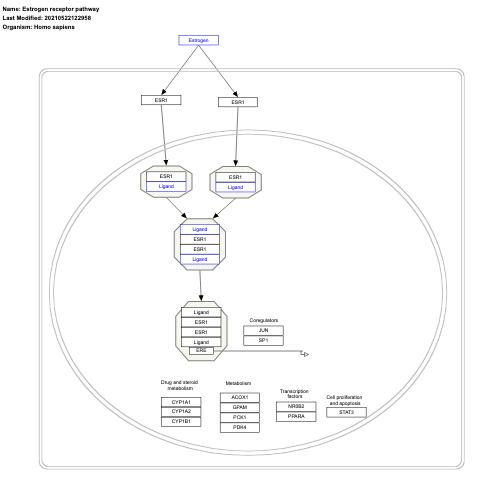 Name: Estrogen receptor pathway
Last Modified: 20210522122958
Organism: Homo sapiens
Estrogen
ESR1
ESR1
ESR1
Ligand
ESR1
Ligand
Ligand
ESR1
ESR1
Ligand
Ligand
ESR1
ESR1
Ligand
ERE
Coregulators
JUN
SP1
Drug and steroid
metabolism
CYP1A1
CYP1A2
CYP1B1
Metabolism
ACOX1
GPAM
PCK1
PDK4
Transcription
factors
NR0B2
PPARA
Cell proliferation
and apoptosis
STAT3